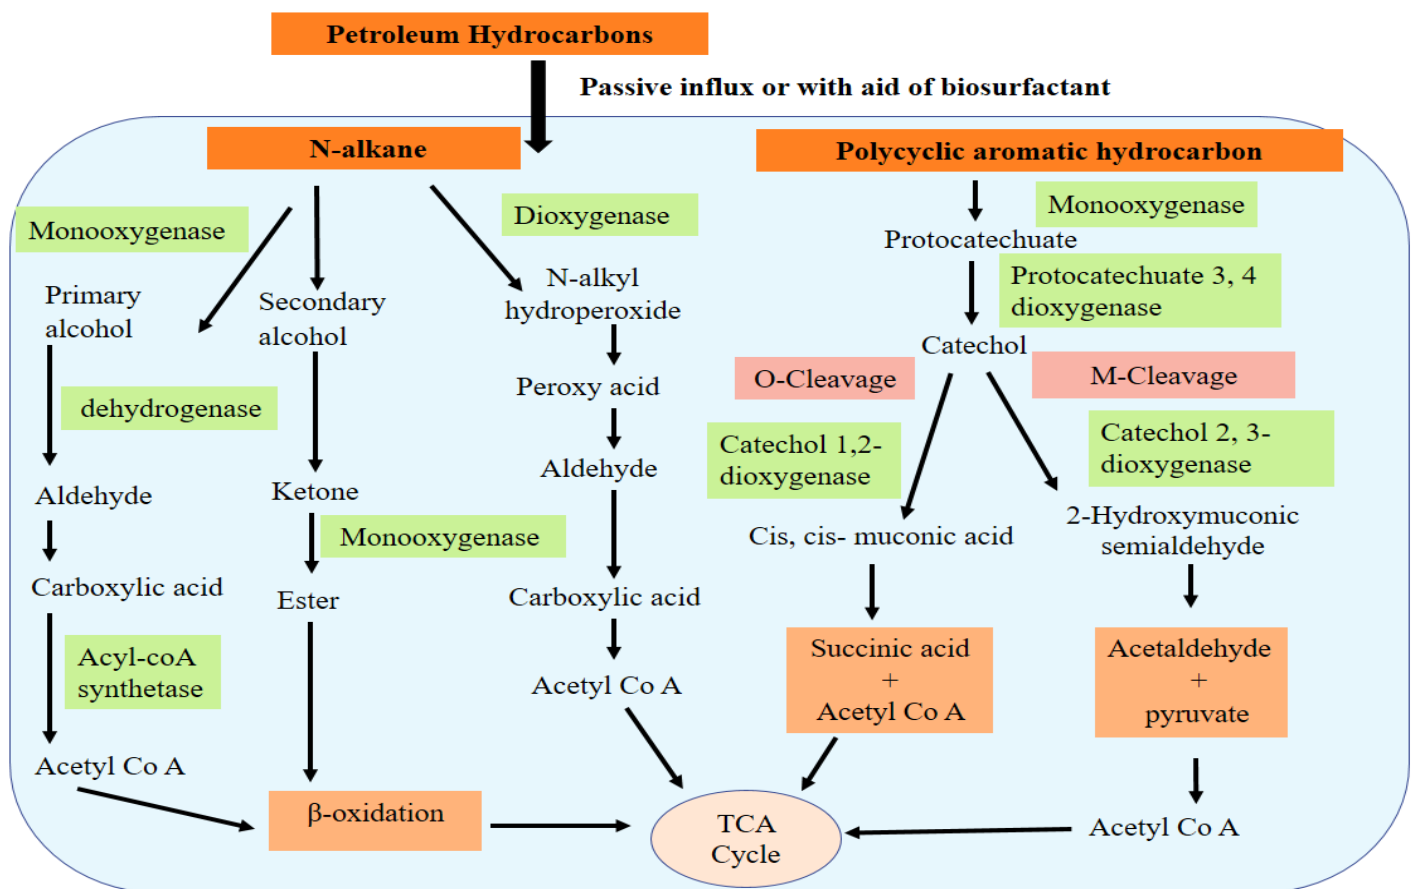 Petroleum Hydrocarbons
Passive influx or with aid of biosurfactant
N-alkane
Polycyclic aromatic hydrocarbon
Monooxygenase
Dioxygenase
Monooxygenase
Protocatechuate
Primary
alcohol
Secondary
alcohol
N-alkyl
hydroperoxide
Protocatechuate 3, 4
dioxygenase
Catechol
O-Cleavage
M-Cleavage
Peroxy acid
dehydrogenase
Catechol 1,2-
dioxygenase
Catechol 2, 3-
dioxygenase
Aldehyde
Ketone
Aldehyde
Monooxygenase
Cis, cis- muconic acid
2-Hydroxymuconic
semialdehyde
Carboxylic acid
Ester
Carboxylic acid
Acyl-coA
synthetase
Acetyl Co A
Succinic acid
+
Acetyl Co A
Acetaldehyde
+
pyruvate
Acetyl Co A
β-oxidation
TCA
Cycle
Acetyl Co A